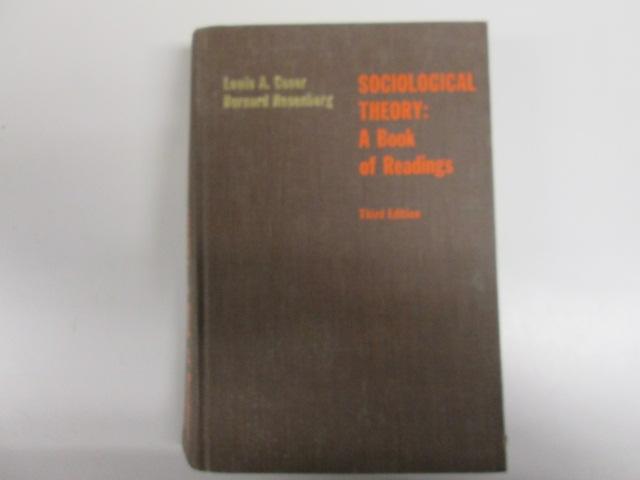 Lewis A. Coser
Bernard Rosenberg
SOCIOLOGICAL
THEORY:
A Book
of Readings
Third Edition